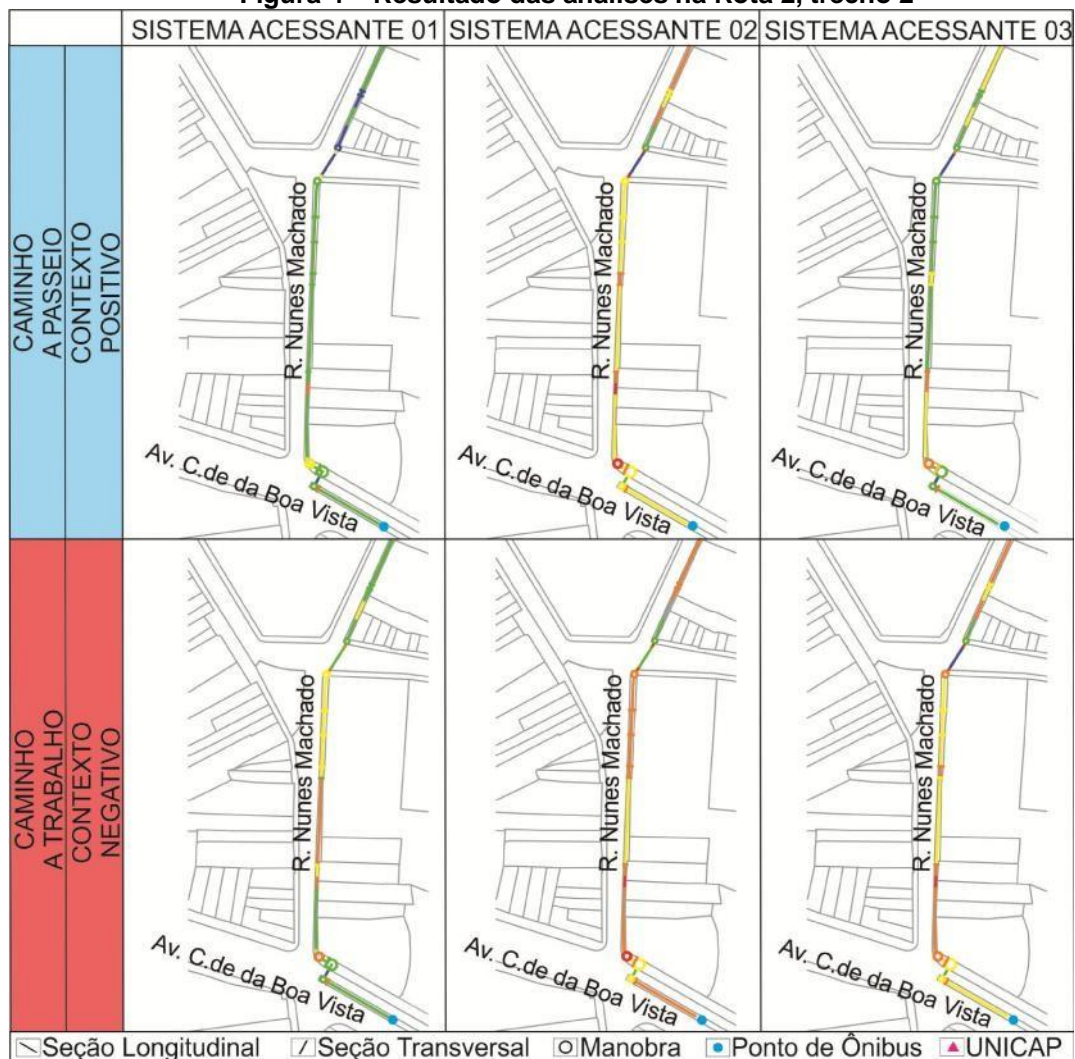 Figura 4 – Resultado das análises na Rota 2, trecho 2
SISTEMA ACESSANTE 01
SISTEMA ACESSANTE 02
SISTEMA ACESSANTE 03
CAMINHO
A PASSEIO
CONTEXTO
POSITIVO
R. Nunes Machado
Av. C.de da Boa Vista
R. Nunes Machado
Av. C.de da Boa Vista
R. Nunes Machado
Av. C.de da Boa Vista
CAMINHO
A TRABALHO
CONTEXTO
NEGATIVO
R. Nunes Machado
Av. C.de da Boa Vista
R. Nunes Machado
Av. C.de da Boa Vista
R. Nunes Machado
Av. C.de da Boa Vista
Seção Longitudinal
Seção Transversal
Manobra
Ponto de Ônibus
UNICAP